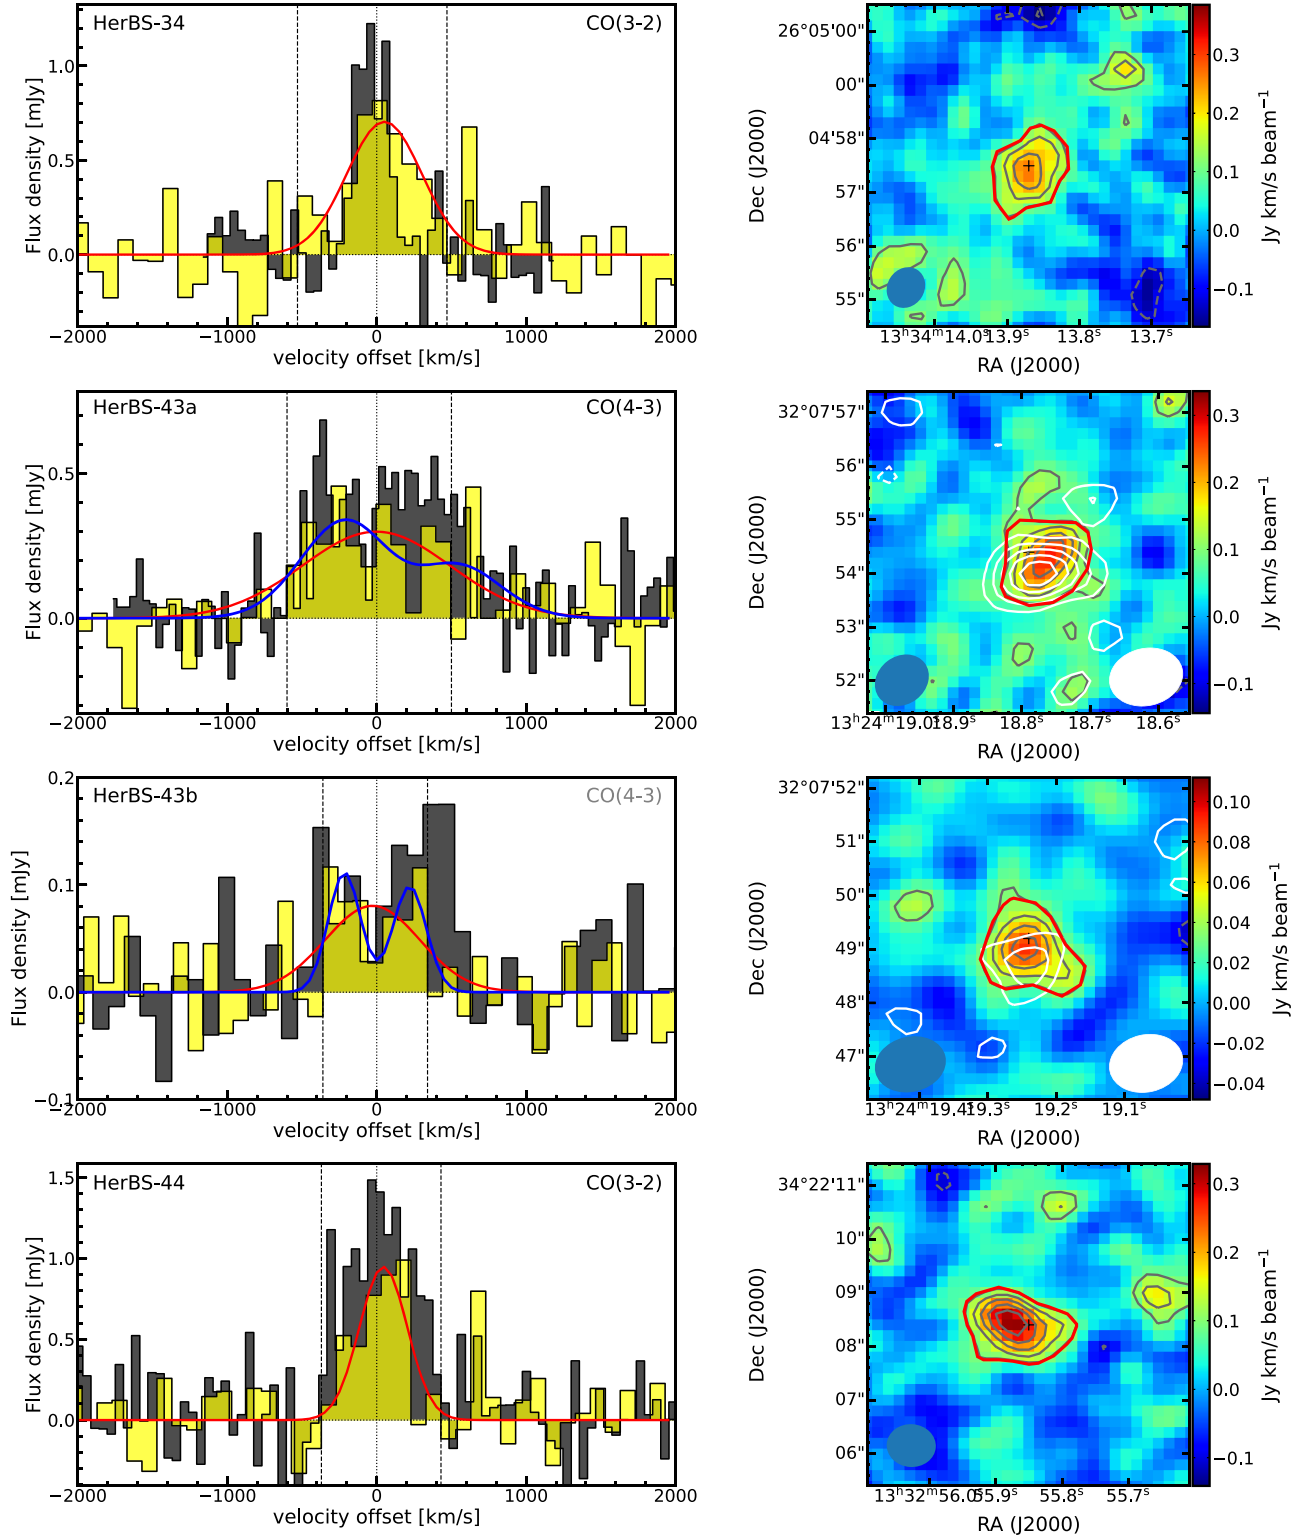 HerBS-34 CO(3-2)
Flux density [mJy]
1.0
0.5
0.0
−2000 −1000 0 1000 2000
velocity offset [km/s]
26°05'00"
00"
04'58"
57"
56"
55"
Dec (J2000)
13ʰ34ᵐ14.0ˢ 13.9ˢ 13.8ˢ 13.7ˢ
RA (J2000)
0.3
0.2
0.1
0.0
−0.1
Jy km/s beam⁻¹
HerBS-43a CO(4-3)
Flux density [mJy]
0.5
0.0
−2000 −1000 0 1000 2000
velocity offset [km/s]
32°07'57"
56"
55"
54"
53"
52"
Dec (J2000)
13ʰ24ᵐ19.0ˢ 18.9ˢ 18.8ˢ 18.7ˢ 18.6ˢ
RA (J2000)
0.3
0.2
0.1
0.0
−0.1
Jy km/s beam⁻¹
HerBS-43b CO(4-3)
Flux density [mJy]
0.2
0.1
0.0
−0.1
−2000 −1000 0 1000 2000
velocity offset [km/s]
32°07'52"
51"
50"
49"
48"
47"
Dec (J2000)
13ʰ24ᵐ19.4ˢ 19.3ˢ 19.2ˢ 19.1ˢ
RA (J2000)
0.10
0.08
0.06
0.04
0.02
0.00
−0.02
−0.04
Jy km/s beam⁻¹
HerBS-44 CO(3-2)
Flux density [mJy]
1.5
1.0
0.5
0.0
−2000 −1000 0 1000 2000
velocity offset [km/s]
34°22'11"
10"
09"
08"
07"
06"
Dec (J2000)
13ʰ32ᵐ56.0ˢ 55.9ˢ 55.8ˢ 55.7ˢ
RA (J2000)
0.3
0.2
0.1
0.0
−0.1
Jy km/s beam⁻¹